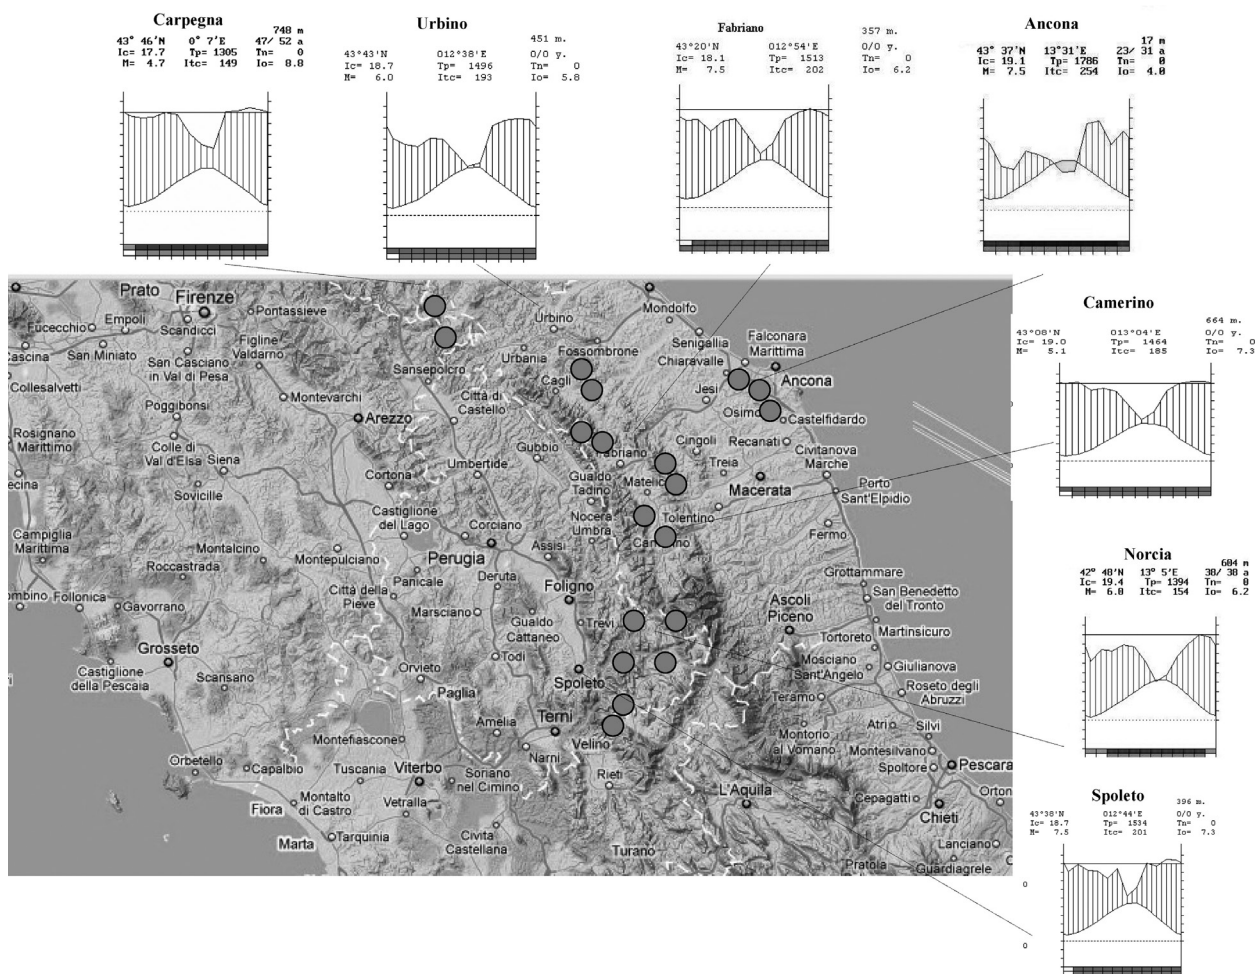 Carpegna
748 m
43° 46'N 0° 7'E 47/ 52 a
Ic= 17.7 Tp= 1305 Tn= 0
M= 4.7 Itc= 149 Io= 8.8
Urbino
451 m.
43°43'N 012°38'E 0/0 y.
Ic= 18.7 Tp= 1496 Tn= 0
M= 6.0 Itc= 193 Io= 5.8
Fabriano
357 m.
43°20'N 012°54'E 0/0 y.
Ic= 18.1 Tp= 1513 Tn= 0
M= 7.5 Itc= 202 Io= 6.2
Ancona
17 m
43° 37'N 13°31'E 23/ 31 a
Ic= 19.1 Tp= 1786 Tn= 0
M= 7.5 Itc= 254 Io= 4.0
Camerino
664 m.
43°08'N 013°04'E 0/0 y.
Ic= 19.0 Tp= 1464 Tn= 0
M= 5.1 Itc= 185 Io= 7.3
Norcia
604 m
42° 48'N 13° 5'E 38/ 38 a
Ic= 19.4 Tp= 1394 Tn= 0
M= 6.0 Itc= 154 Io= 6.2
Spoleto
396 m.
43°38'N 012°44'E 0/0 y.
Ic= 18.7 Tp= 1534 Tn= 0
M= 7.5 Itc= 201 Io= 7.3
0
0
0
0
Prato
Firenze
Pontassieve
Empoli
Fucecchio
Scandicci
Cascina
San Miniato
San Casciano
in Val di Pesa
Figline
Valdarno
Collesalvetti
Montevarchi
Poggibonsi
Arezzo
Rosignano
Marittimo
Colle di
Val d'Elsa
Siena
Sovicille
Cortona
Castiglione
del Lago
Campiglia
Marittima
Montalcino
Montepulciano
Roccastrada
Follonica
Gavorrano
Città della
Pieve
Panicale
Marsciano
Grosseto
Castiglione
della Pescaia
Scansano
Orvieto
Paglia
Orbetello
Capalbio
Montefiascone
Tuscania
Viterbo
Fiora
Montalto
di Castro
Vetralla
Soriano
nel Cimino
Marta
Tarquinia
Civita
Castellana
Sansepolcro
Città di
Castello
Urbania
Urbino
Fossombrone
Cagli
Gubbio
Umbertide
Fabriano
Gualdo
Tadino
Nocera
Umbra
Corciano
Perugia
Assisi
Deruta
Foligno
Gualdo
Cattaneo
Trevi
Todi
Spoleto
Amelia
Terni
Narni
Velino
Rieti
Turano
Mondolfo
Senigallia
Chiaravalle
Falconara
Marittima
Ancona
Jesi
Osimo
Castelfidardo
Cingoli
Recanati
Treia
Civitanova
Marche
Matelica
Macerata
Porto
Sant'Elpidio
Tolentino
Camerino
Fermo
Grottammare
San Benedetto
del Tronto
Ascoli
Piceno
Martinsicuro
Tortoreto
Mosciano
Sant'Angelo
Giulianova
Teramo
Roseto degli
Abruzzi
Atri
Silvi
Montorio
al Vomano
Montesilvano
Spoltore
Pescara
L'Aquila
Cepagatti
Chieti
Orton
Lanciano
Pratola
Guardiagrele